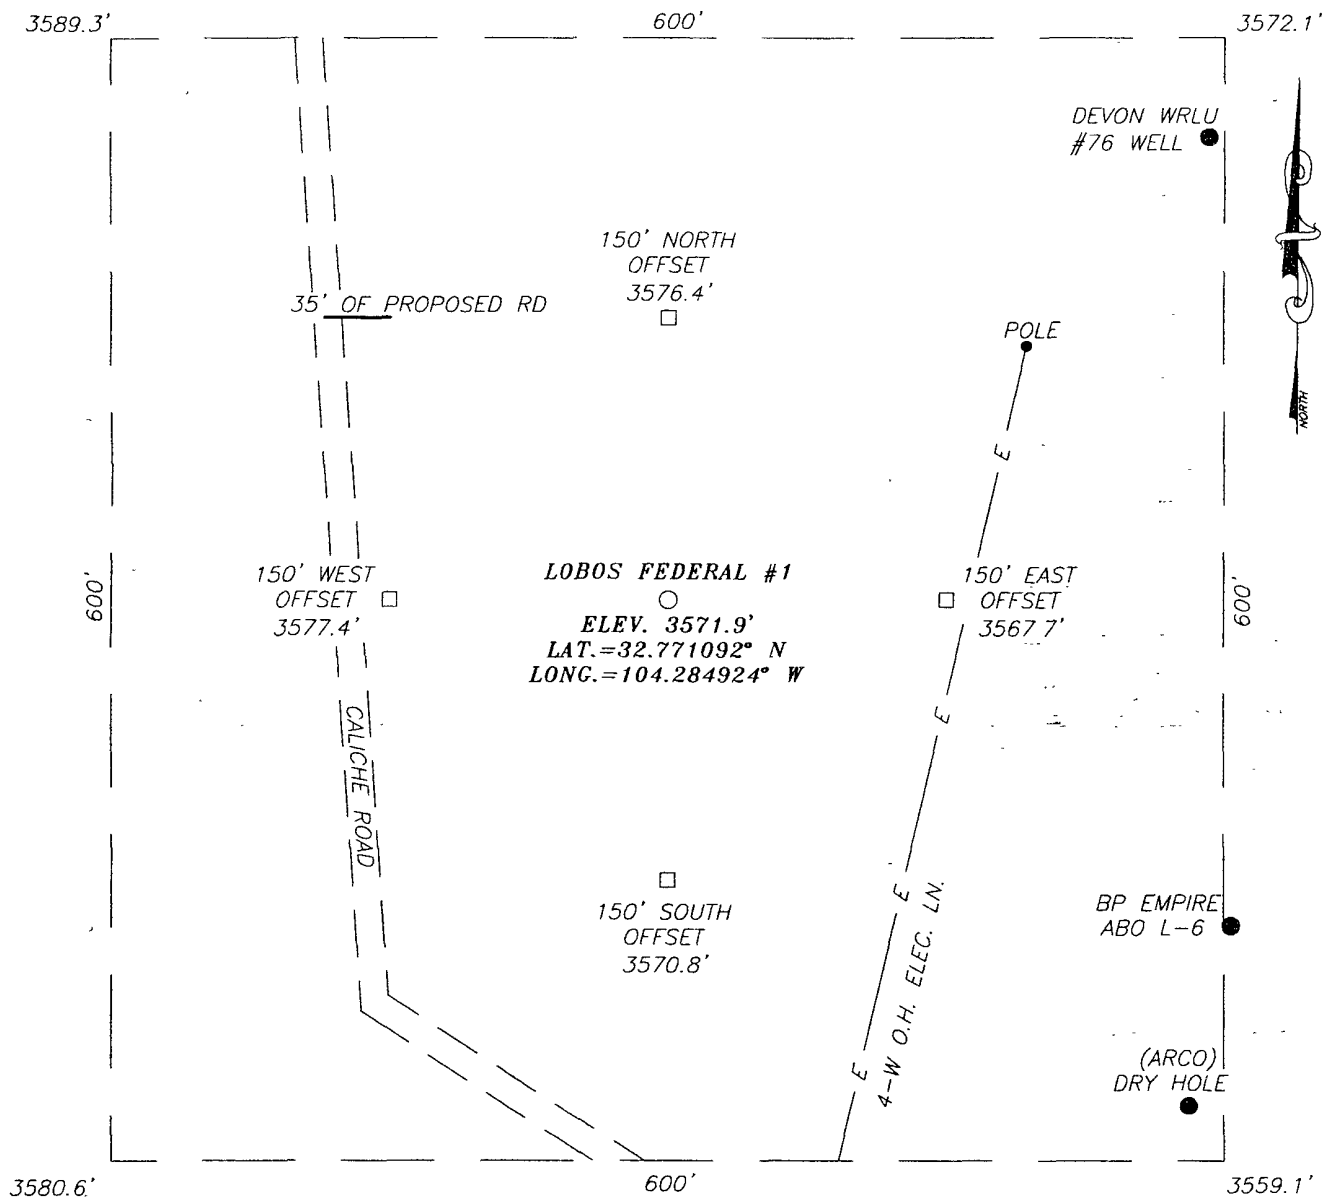 3589.3'
600'
3572.1'
DEVON WRLU
#76 WELL
150' NORTH
OFFSET
3576.4'
35' OF PROPOSED RD
POLE
NORTH
E
150' WEST
OFFSET
3577.4'
LOBOS FEDERAL #1
ELEV. 3571.9'
LAT.=32.771092° N
LONG.=104.284924° W
150' EAST
OFFSET
3567 7'
600'
600'
E
CALICHE ROAD
150' SOUTH
OFFSET
3570.8'
E
4-W O.H. ELEC. LN.
BP EMPIRE
ABO L-6
E
(ARCO)
DRY HOLE
3580.6'
600'
3559.1'